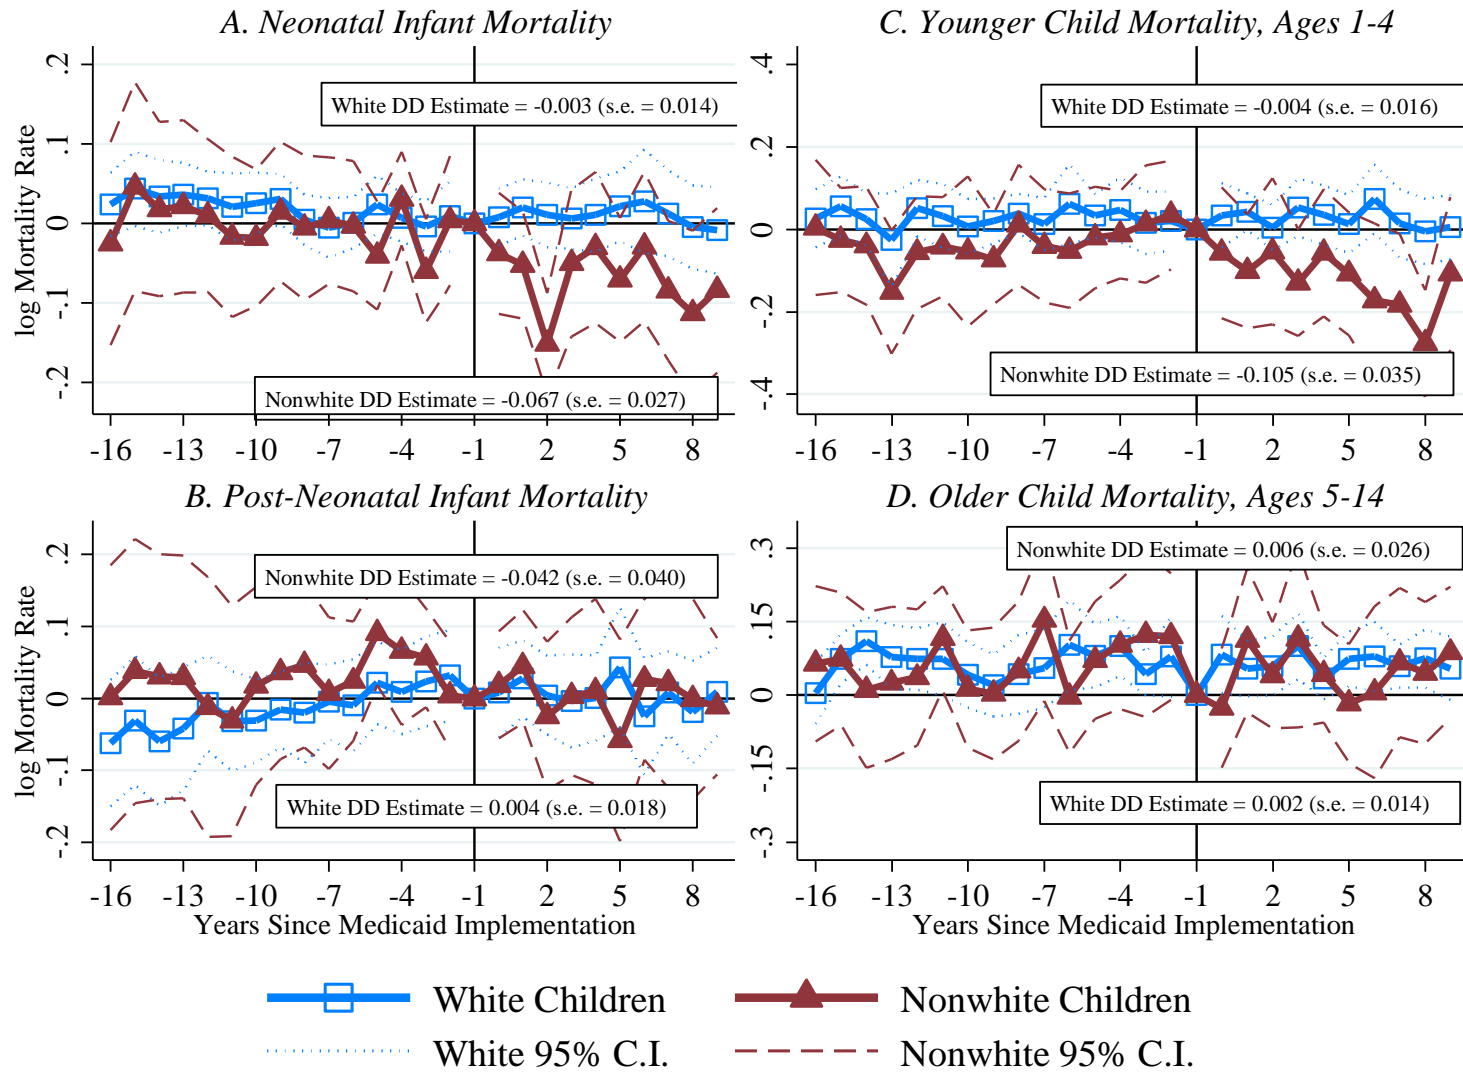 A. Neonatal Infant Mortality
.2
.1
0
-.1
-.2
log Mortality Rate
White DD Estimate = -0.003 (s.e. = 0.014)
Nonwhite DD Estimate = -0.067 (s.e. = 0.027)
-16 -13 -10 -7 -4 -1 2 5 8
C. Younger Child Mortality, Ages 1-4
.4
.2
0
-.2
-.4
White DD Estimate = -0.004 (s.e. = 0.016)
Nonwhite DD Estimate = -0.105 (s.e. = 0.035)
-16 -13 -10 -7 -4 -1 2 5 8
B. Post-Neonatal Infant Mortality
.2
.1
0
-.1
-.2
log Mortality Rate
Nonwhite DD Estimate = -0.042 (s.e. = 0.040)
White DD Estimate = 0.004 (s.e. = 0.018)
-16 -13 -10 -7 -4 -1 2 5 8
Years Since Medicaid Implementation
D. Older Child Mortality, Ages 5-14
.3
.15
0
-.15
-.3
Nonwhite DD Estimate = 0.006 (s.e. = 0.026)
White DD Estimate = 0.002 (s.e. = 0.014)
-16 -13 -10 -7 -4 -1 2 5 8
Years Since Medicaid Implementation
White Children
Nonwhite Children
White 95% C.I.
Nonwhite 95% C.I.